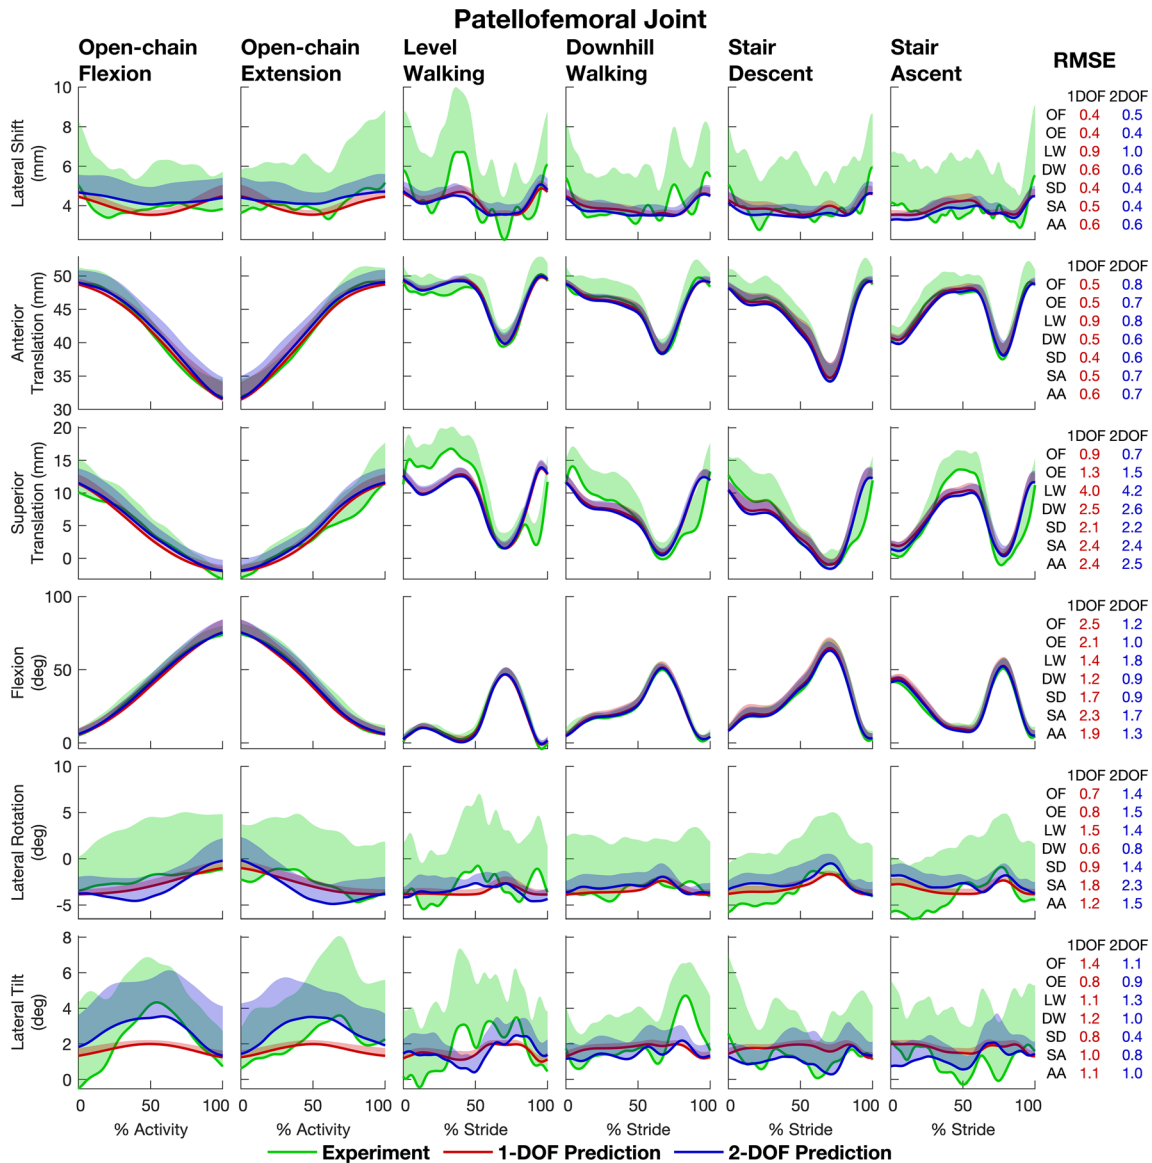 Patellofemoral Joint
Open-chain Flexion
Open-chain Extension
Level Walking
Downhill Walking
Stair Descent
Stair Ascent
RMSE
Lateral Shift (mm)
10
8
6
4
1DOF 2DOF
OF 0.4 0.5
OE 0.4 0.4
LW 0.9 1.0
DW 0.6 0.6
SD 0.4 0.4
SA 0.5 0.4
AA 0.6 0.6
Anterior Translation (mm)
50
45
40
35
30
1DOF 2DOF
OF 0.5 0.8
OE 0.5 0.7
LW 0.9 0.8
DW 0.5 0.6
SD 0.4 0.6
SA 0.5 0.7
AA 0.6 0.7
Superior Translation (mm)
20
15
10
5
0
1DOF 2DOF
OF 0.9 0.7
OE 1.3 1.5
LW 4.0 4.2
DW 2.5 2.6
SD 2.1 2.2
SA 2.4 2.4
AA 2.4 2.5
Flexion (deg)
100
50
0
1DOF 2DOF
OF 2.5 1.2
OE 2.1 1.0
LW 1.4 1.8
DW 1.2 0.9
SD 1.7 0.9
SA 2.3 1.7
AA 1.9 1.3
Lateral Rotation (deg)
10
5
0
-5
1DOF 2DOF
OF 0.7 1.4
OE 0.8 1.5
LW 1.5 1.4
DW 0.6 0.8
SD 0.9 1.4
SA 1.8 2.3
AA 1.2 1.5
Lateral Tilt (deg)
8
6
4
2
0
1DOF 2DOF
OF 1.4 1.1
OE 0.8 0.9
LW 1.1 1.3
DW 1.2 1.0
SD 0.8 0.4
SA 1.0 0.8
AA 1.1 1.0
0 50 100 0 50 100 0 50 100 0 50 100 0 50 100 0 50 100
% Activity % Activity % Stride % Stride % Stride % Stride
Experiment 1-DOF Prediction 2-DOF Prediction